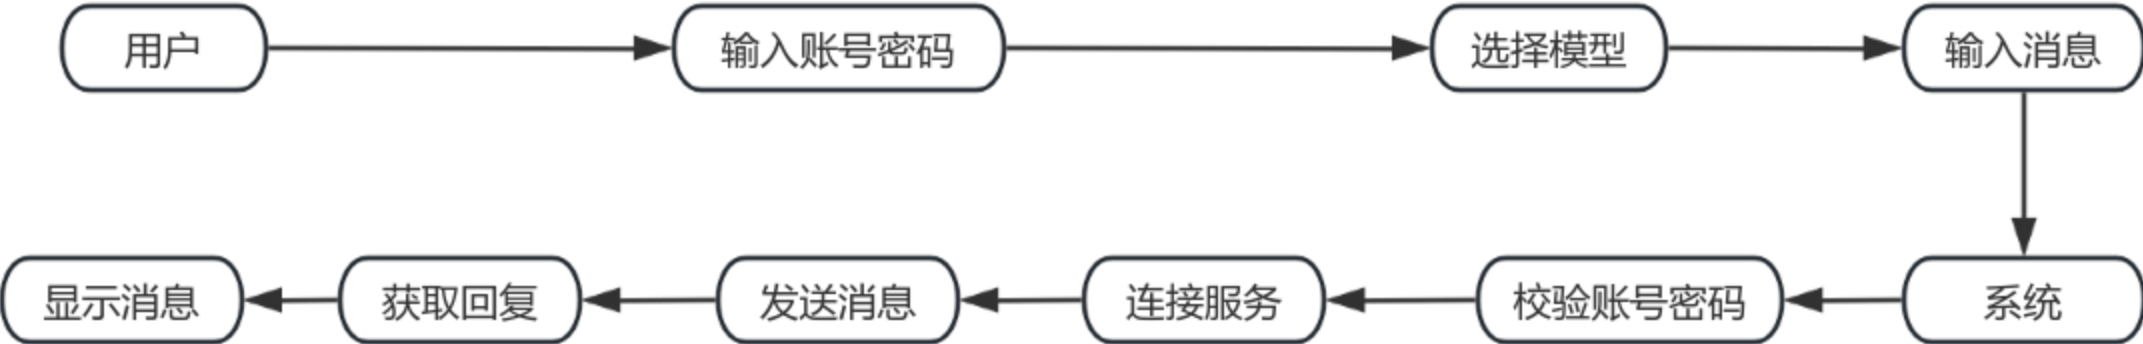 用户
输入账号密码
选择模型
输入消息
系统
校验账号密码
连接服务
发送消息
获取回复
显示消息